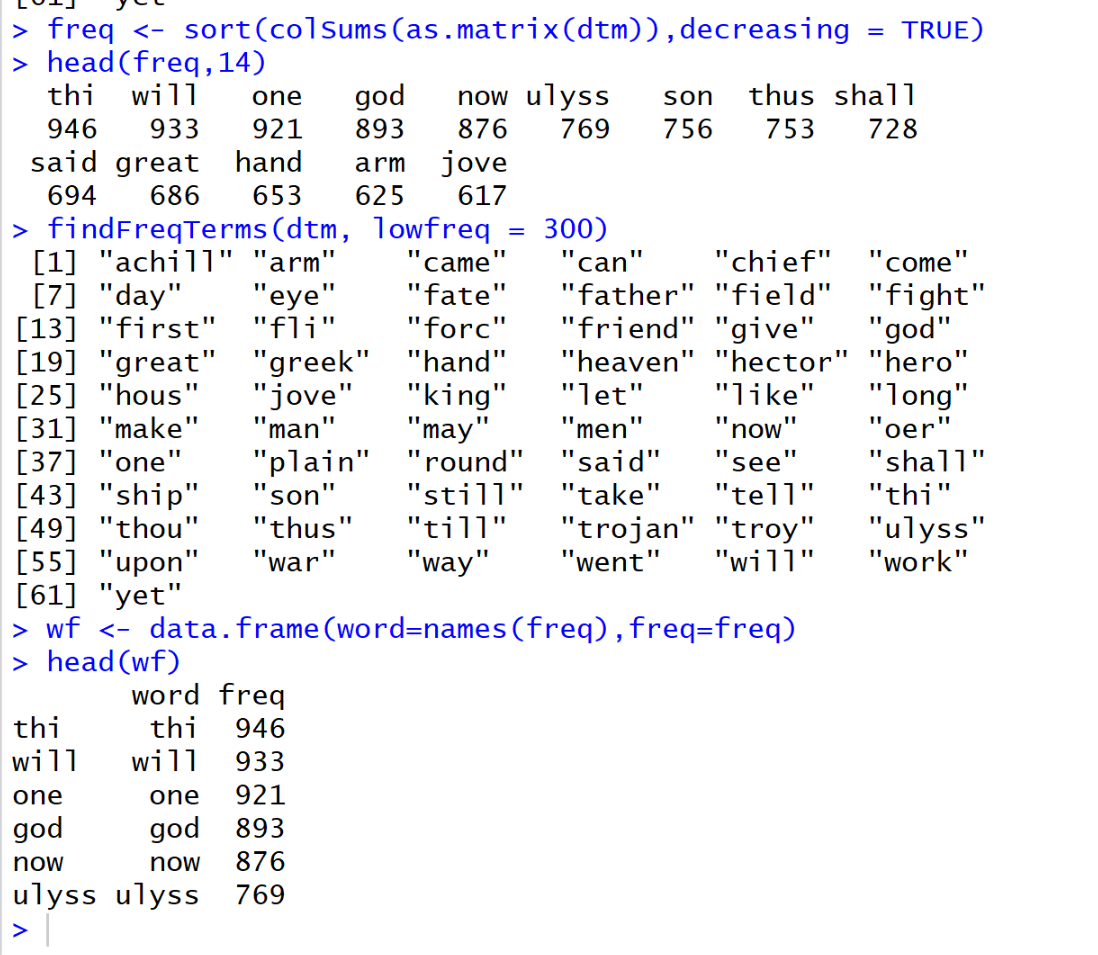 [61] "yet"
> freq <- sort(colSums(as.matrix(dtm)),decreasing = TRUE)
> head(freq,14)
  thi  will   one   god   now ulyss   son  thus shall
  946   933   921   893   876   769   756   753   728
 said great  hand   arm  jove
  694   686   653   625   617
> findFreqTerms(dtm, lowfreq = 300)
 [1] "achill" "arm"    "came"   "can"    "chief"  "come"
 [7] "day"    "eye"    "fate"   "father" "field"  "fight"
[13] "first"  "fli"    "forc"   "friend" "give"   "god"
[19] "great"  "greek"  "hand"   "heaven" "hector" "hero"
[25] "hous"   "jove"   "king"   "let"    "like"   "long"
[31] "make"   "man"    "may"    "men"    "now"    "oer"
[37] "one"    "plain"  "round"  "said"   "see"    "shall"
[43] "ship"   "son"    "still"  "take"   "tell"   "thi"
[49] "thou"   "thus"   "till"   "trojan" "troy"   "ulyss"
[55] "upon"   "war"    "way"    "went"   "will"   "work"
[61] "yet"
> wf <- data.frame(word=names(freq),freq=freq)
> head(wf)
       word freq
thi     thi  946
will   will  933
one     one  921
god     god  893
now     now  876
ulyss ulyss  769
>